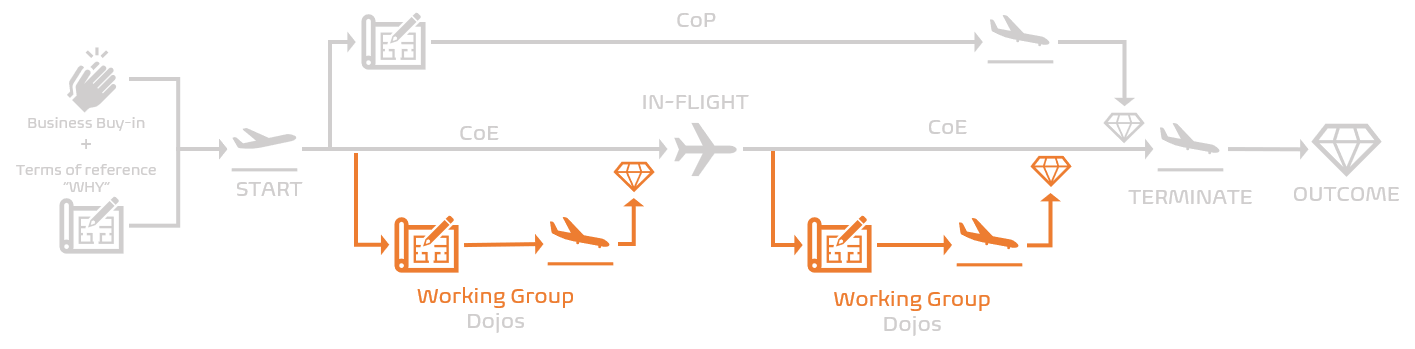 CoP
IN-FLIGHT
Business Buy-in
+
Terms of reference
"WHY"
CoE
CoE
START
TERMINATE
OUTCOME
Working Group
Dojos
Working Group
Dojos